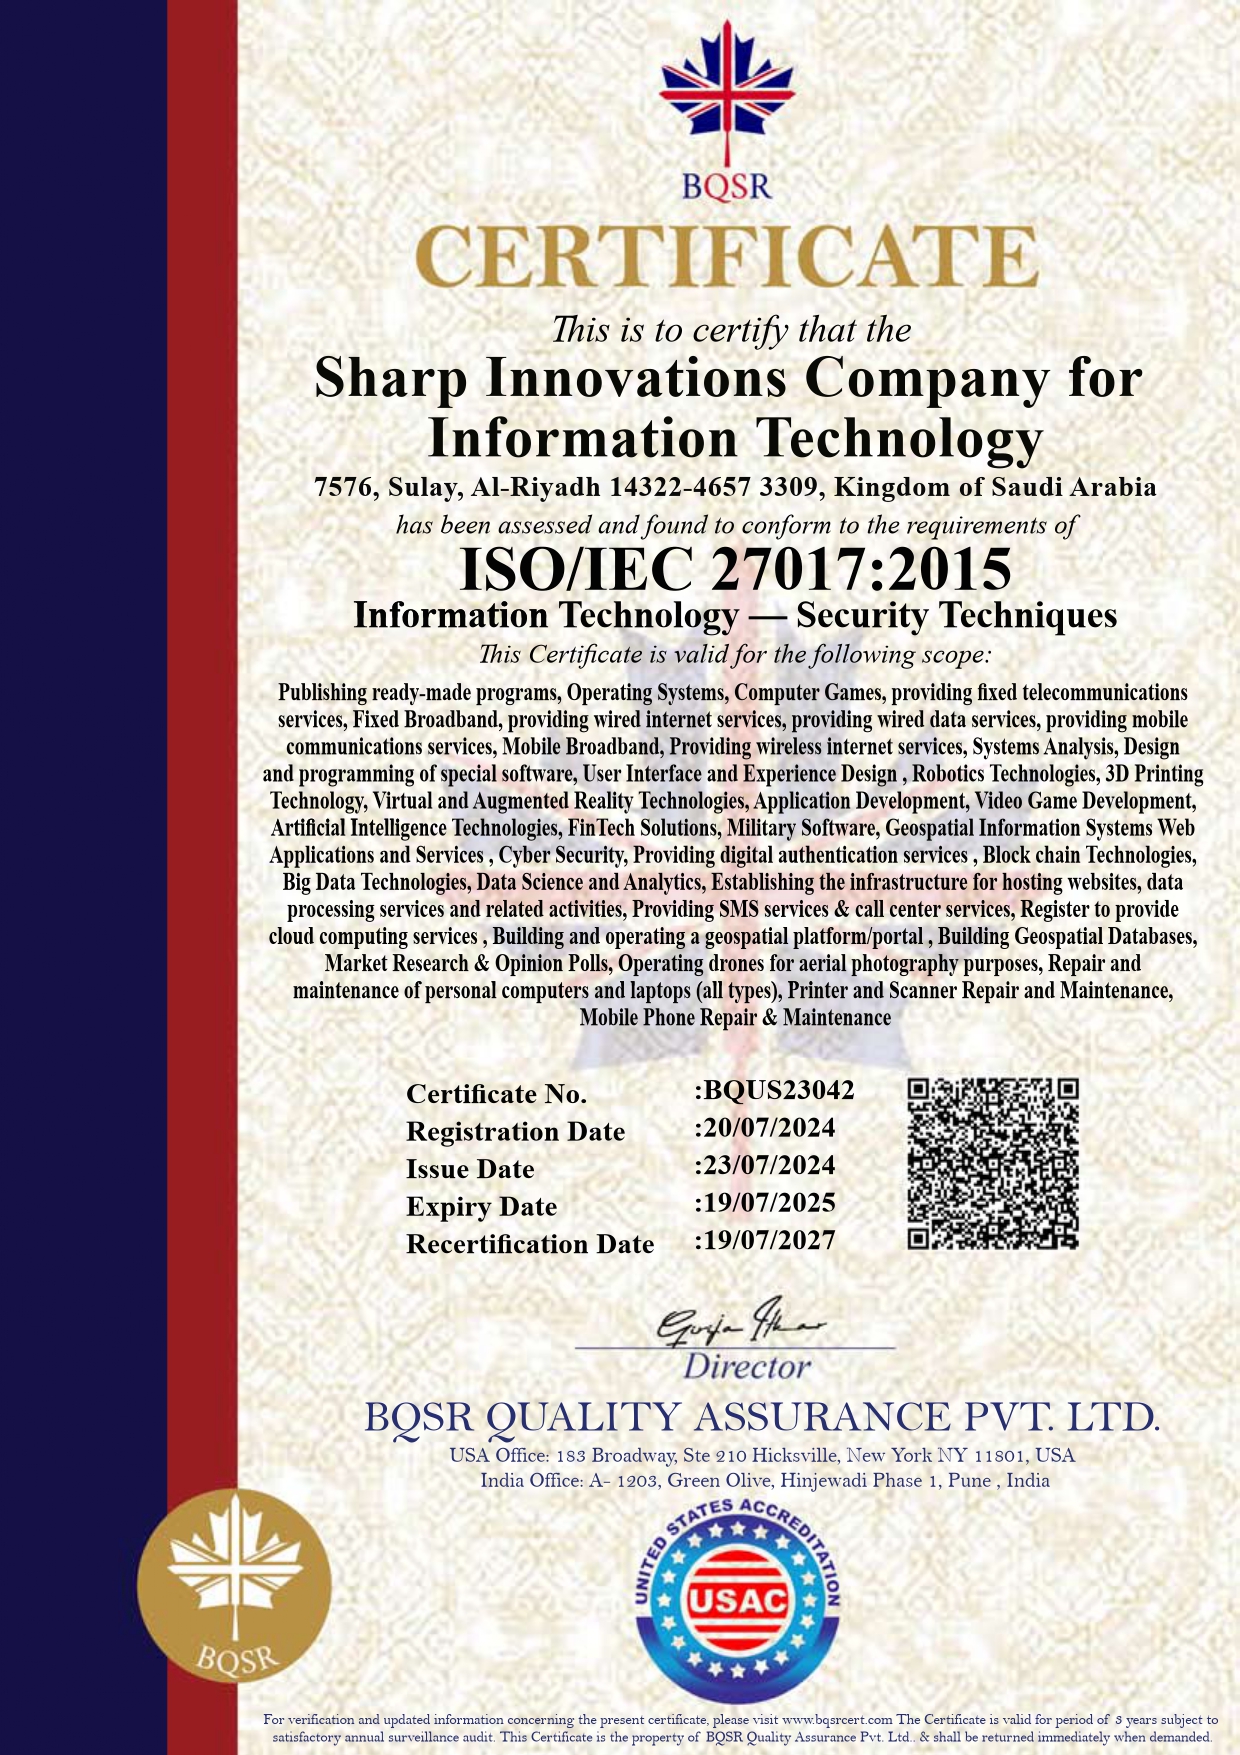 BQSR
CERTIFICATE
This is to certify that the
Sharp Innovations Company for
Information Technology
7576, Sulay, Al-Riyadh 14322-4657 3309, Kingdom of Saudi Arabia
has been assessed and found to conform to the requirements of
ISO/IEC 27017:2015
Information Technology — Security Techniques
This Certificate is valid for the following scope:
Publishing ready-made programs, Operating Systems, Computer Games, providing fixed telecommunications
services, Fixed Broadband, providing wired internet services, providing wired data services, providing mobile
communications services, Mobile Broadband, Providing wireless internet services, Systems Analysis, Design
and programming of special software, User Interface and Experience Design , Robotics Technologies, 3D Printing
Technology, Virtual and Augmented Reality Technologies, Application Development, Video Game Development,
Artificial Intelligence Technologies, FinTech Solutions, Military Software, Geospatial Information Systems Web
Applications and Services , Cyber Security, Providing digital authentication services , Block chain Technologies,
Big Data Technologies, Data Science and Analytics, Establishing the infrastructure for hosting websites, data
processing services and related activities, Providing SMS services & call center services, Register to provide
cloud computing services , Building and operating a geospatial platform/portal , Building Geospatial Databases,
Market Research & Opinion Polls, Operating drones for aerial photography purposes, Repair and
maintenance of personal computers and laptops (all types), Printer and Scanner Repair and Maintenance,
Mobile Phone Repair & Maintenance
Certificate No. :BQUS23042
Registration Date :20/07/2024
Issue Date :23/07/2024
Expiry Date :19/07/2025
Recertification Date :19/07/2027
Director
BQSR QUALITY ASSURANCE PVT. LTD.
USA Office: 183 Broadway, Ste 210 Hicksville, New York NY 11801, USA
India Office: A- 1203, Green Olive, Hinjewadi Phase 1, Pune , India
UNITED STATES ACCREDITATION
USAC
BQSR
For verification and updated information concerning the present certificate, please visit www.bqsrcert.com The Certificate is valid for period of 3 years subject to
satisfactory annual surveillance audit. This Certificate is the property of BQSR Quality Assurance Pvt. Ltd.. & shall be returned immediately when demanded.